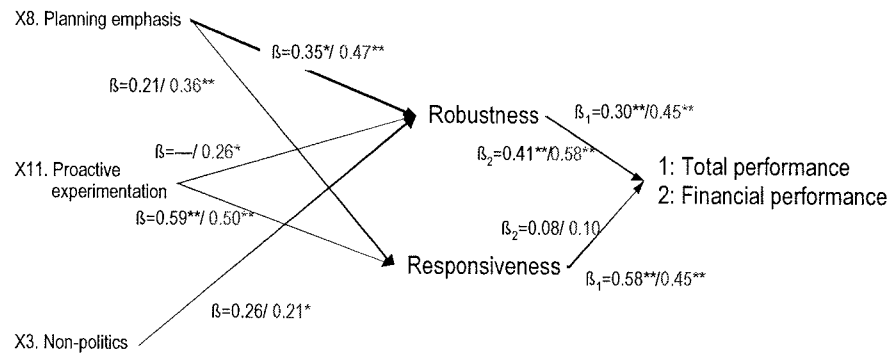 X8. Planning emphasis
ß=0.35*/ 0.47**
ß=0.21/ 0.36**
Robustness
ß₁=0.30**/0.45**
ß=—/ 0.26*
ß₂=0.41**/0.58**
X11. Proactive
experimentation
1: Total performance
2: Financial performance
ß=0.59**/ 0.50**
ß₂=0.08/ 0.10
Responsiveness
ß₁=0.58**/0.45**
ß=0.26/ 0.21*
X3. Non-politics